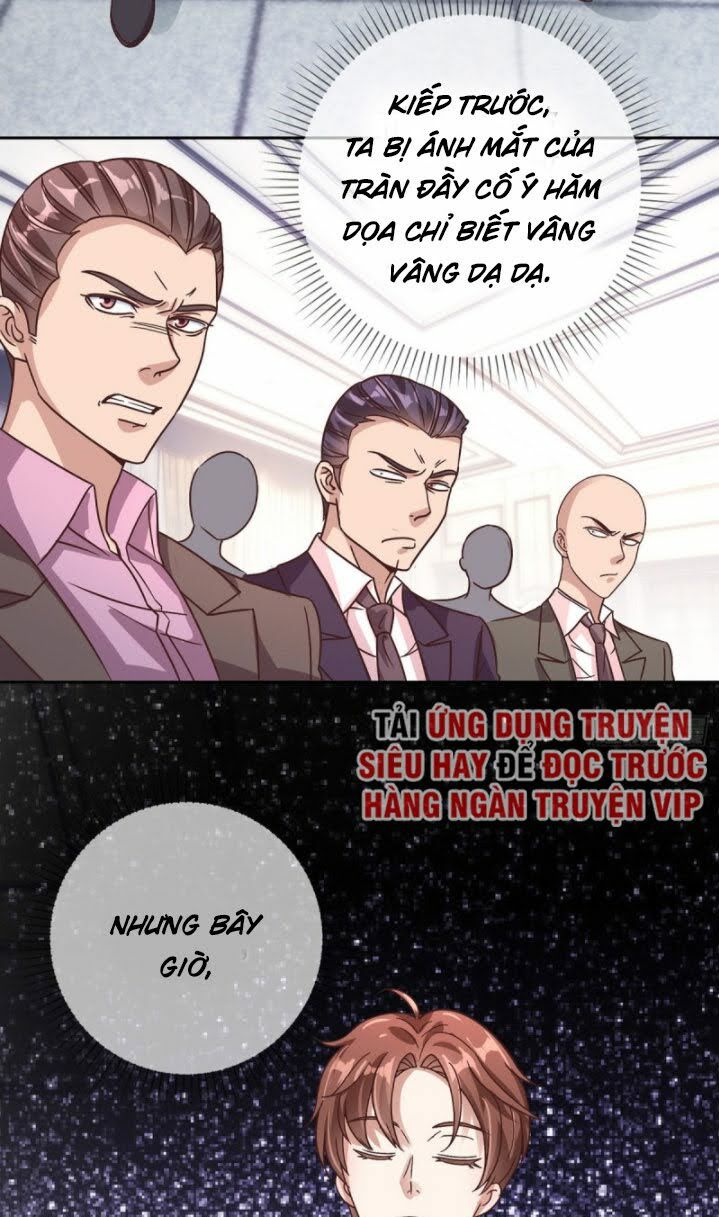 KIẾP TRƯỚC,
TA BỊ ÁNH MẮT CỦA
TRÀN ĐẦY CỐ Ý HĂM
DỌA CHỈ BIẾT VÂNG
VÂNG DẠ DẠ.
TẢI ỨNG DỤNG TRUYỆN
SIÊU HAY ĐỂ ĐỌC TRƯỚC
HÀNG NGÀN TRUYỆN VIP
NHƯNG BÂY
GIỜ,